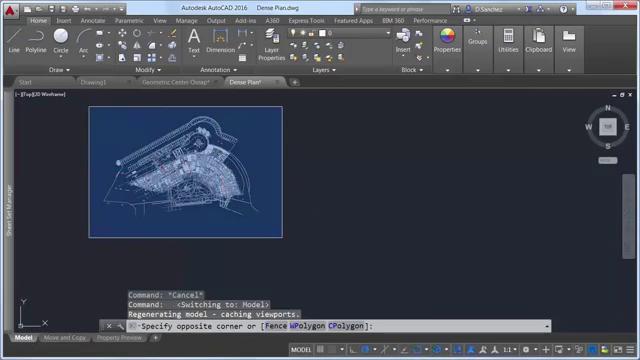 Autodesk AutoCAD 2016 Dense Plan.dwg
Type a keyword or phrase
D.Sanchez
Home Insert Annotate Parametric View Manage Output Add-ins Express Tools Featured Apps BIM 360 Performance
Line Polyline Circle Arc
Text Dimension
Layer Properties
Insert
Properties Groups Utilities Clipboard View
Draw Modify Annotation Layers Block
Start Drawing1 Geometric Center Osnap* Dense Plan*
[−][Top][2D Wireframe]
N
W TOP E
S
Sheet Set Manager
Command: *Cancel*
Command: <Switching to: Model>
Regenerating model - caching viewports.
Specify opposite corner or [Fence WPolygon CPolygon]:
Y
X
Model Move and Copy Property Preview
MODEL